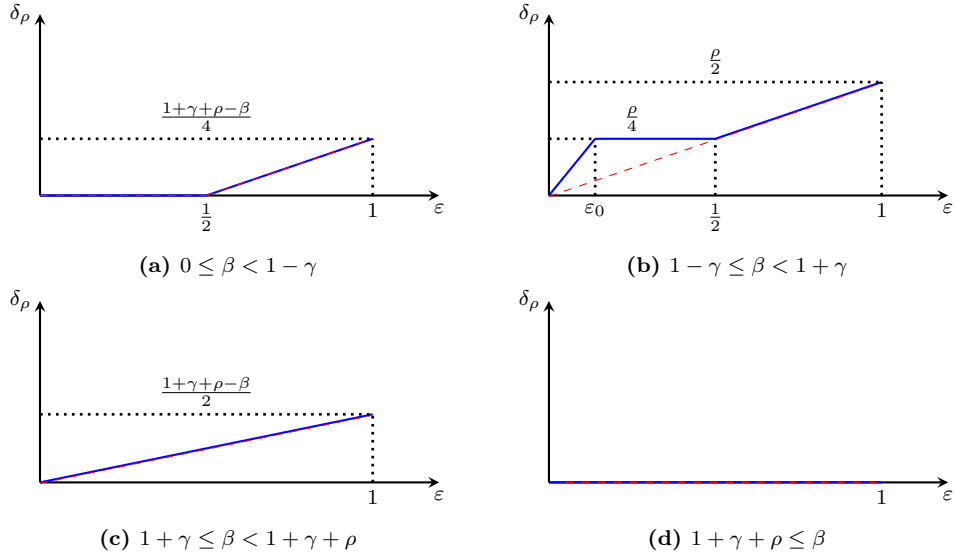 δ_ρ
(1+γ+ρ−β)/4
1/2
1
ε
(a) 0 ≤ β < 1 − γ
δ_ρ
ρ/2
ρ/4
ε_0
1/2
1
ε
(b) 1 − γ ≤ β < 1 + γ
δ_ρ
(1+γ+ρ−β)/2
1
ε
(c) 1 + γ ≤ β < 1 + γ + ρ
δ_ρ
1
ε
(d) 1 + γ + ρ ≤ β